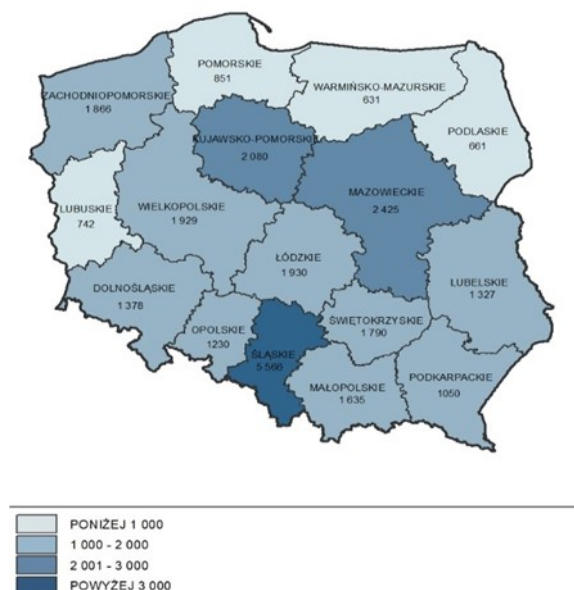 POMORSKIE
851
WARMIŃSKO-MAZURSKIE
631
ZACHODNIOPOMORSKIE
1 866
KUJAWSKO-POMORSKIE
2 080
PODLASKIE
661
MAZOWIECKIE
2 425
LUBUSKIE
742
WIELKOPOLSKIE
1 929
ŁÓDZKIE
1 930
LUBELSKIE
1 327
DOLNOŚLĄSKIE
1 378
OPOLSKIE
1230
ŚWIĘTOKRZYSKIE
1 790
ŚLĄSKIE
5 566
MAŁOPOLSKIE
1 635
PODKARPACKIE
1050
PONIŻEJ 1 000
1 000 - 2 000
2 001 - 3 000
POWYŻEJ 3 000